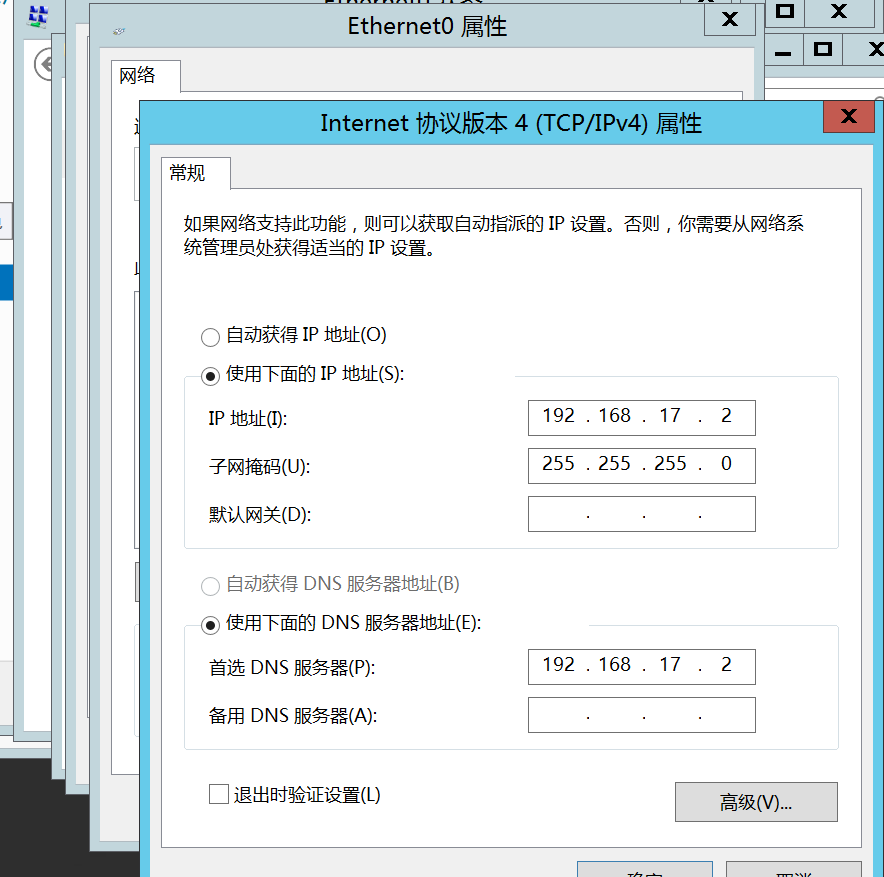 Ethernet0 属性
网络
Internet 协议版本 4 (TCP/IPv4) 属性
常规
如果网络支持此功能，则可以获取自动指派的 IP 设置。否则，你需要从网络系
统管理员处获得适当的 IP 设置。
自动获得 IP 地址(O)
使用下面的 IP 地址(S):
IP 地址(I): 192 . 168 . 17 . 2
子网掩码(U): 255 . 255 . 255 . 0
默认网关(D): . . .
自动获得 DNS 服务器地址(B)
使用下面的 DNS 服务器地址(E):
首选 DNS 服务器(P): 192 . 168 . 17 . 2
备用 DNS 服务器(A): . . .
退出时验证设置(L)
高级(V)...
确定 取消